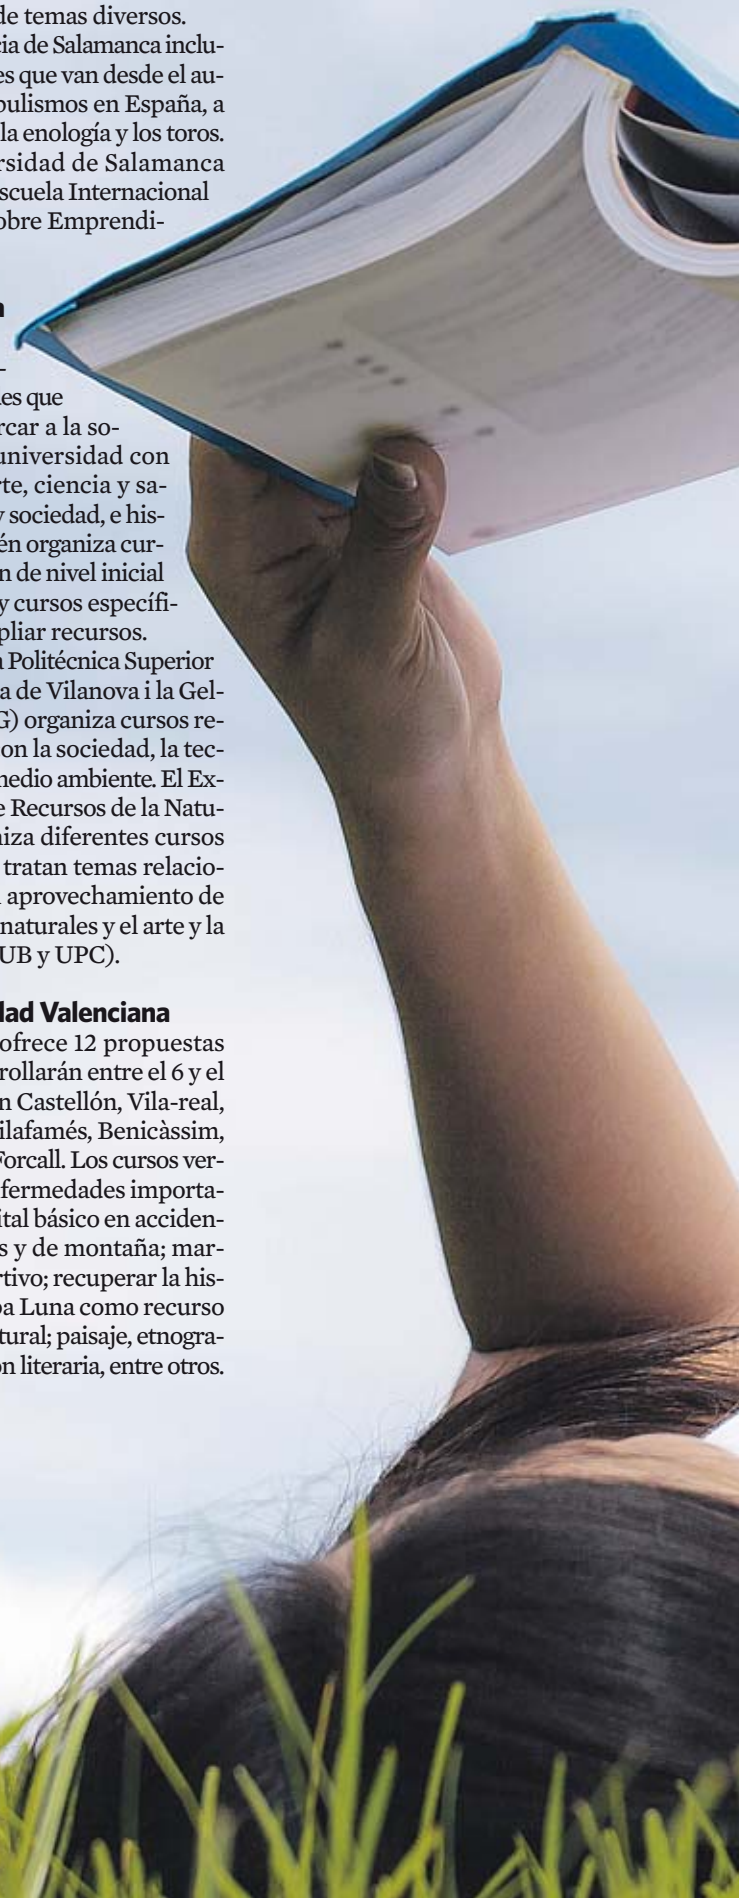 de temas diversos.
cia de Salamanca inclu-
es que van desde el au-
pulismos en España, a
la enología y los toros.
rsidad de Salamanca
scuela Internacional
obre Emprendi-
a
-
es que
rcar a la so-
universidad con
rte, ciencia y sa-
y sociedad, e his-
én organiza cur-
n de nivel inicial
y cursos específi-
pliar recursos.
a Politécnica Superior
a de Vilanova i la Gel-
G) organiza cursos re-
on la sociedad, la tec-
medio ambiente. El Ex-
e Recursos de la Natu-
niza diferentes cursos
tratan temas relacio-
l aprovechamiento de
naturales y el arte y la
UB y UPC).
dad Valenciana
ofrece 12 propuestas
rrollarán entre el 6 y el
n Castellón, Vila-real,
ilafamés, Benicàssim,
Forcall. Los cursos ver-
fermedades importa-
ital básico en acciden-
s y de montaña; mar-
rtivo; recuperar la his-
pa Luna como recurso
tural; paisaje, etnogra-
ón literaria, entre otros.